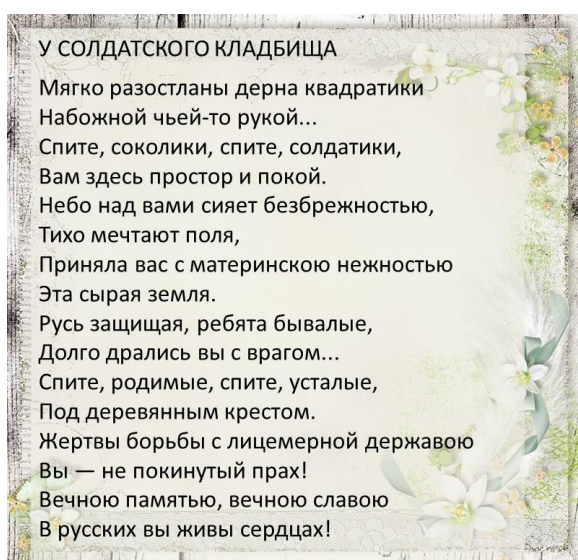 У СОЛДАТСКОГО КЛАДБИЩА
Мягко разостланы дерна квадратики
Набожной чьей-то рукой...
Спите, соколики, спите, солдатики,
Вам здесь простор и покой.
Небо над вами сияет безбрежностью,
Тихо мечтают поля,
Приняла вас с материнскою нежностью
Эта сырая земля.
Русь защищая, ребята бывалые,
Долго дрались вы с врагом...
Спите, родимые, спите, усталые,
Под деревянным крестом.
Жертвы борьбы с лицемерной державою
Вы — не покинутый прах!
Вечною памятью, вечною славою
В русских вы живы сердцах!